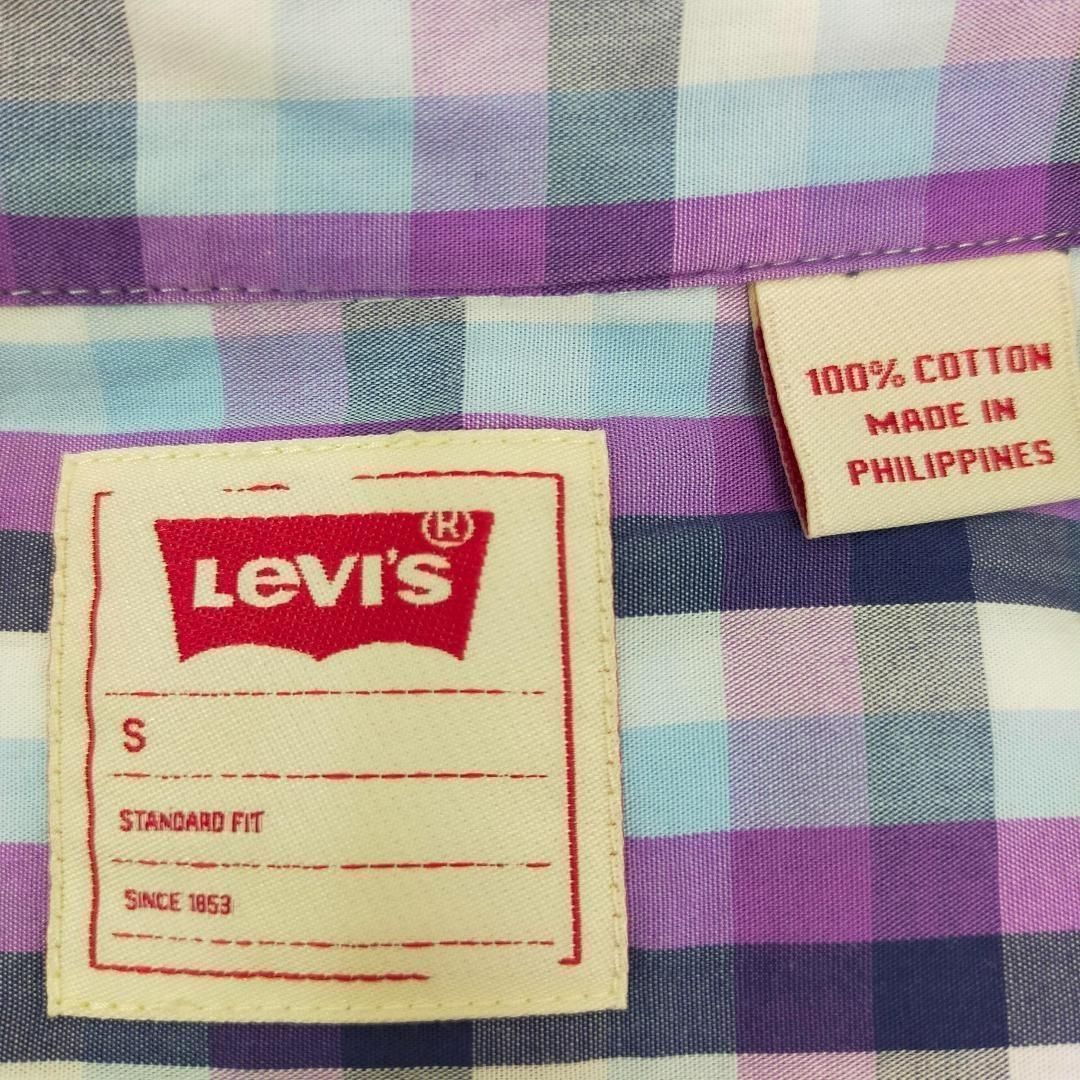 LEVI'S®
S
STANDARD FIT
SINCE 1853
100% COTTON
MADE IN
PHILIPPINES